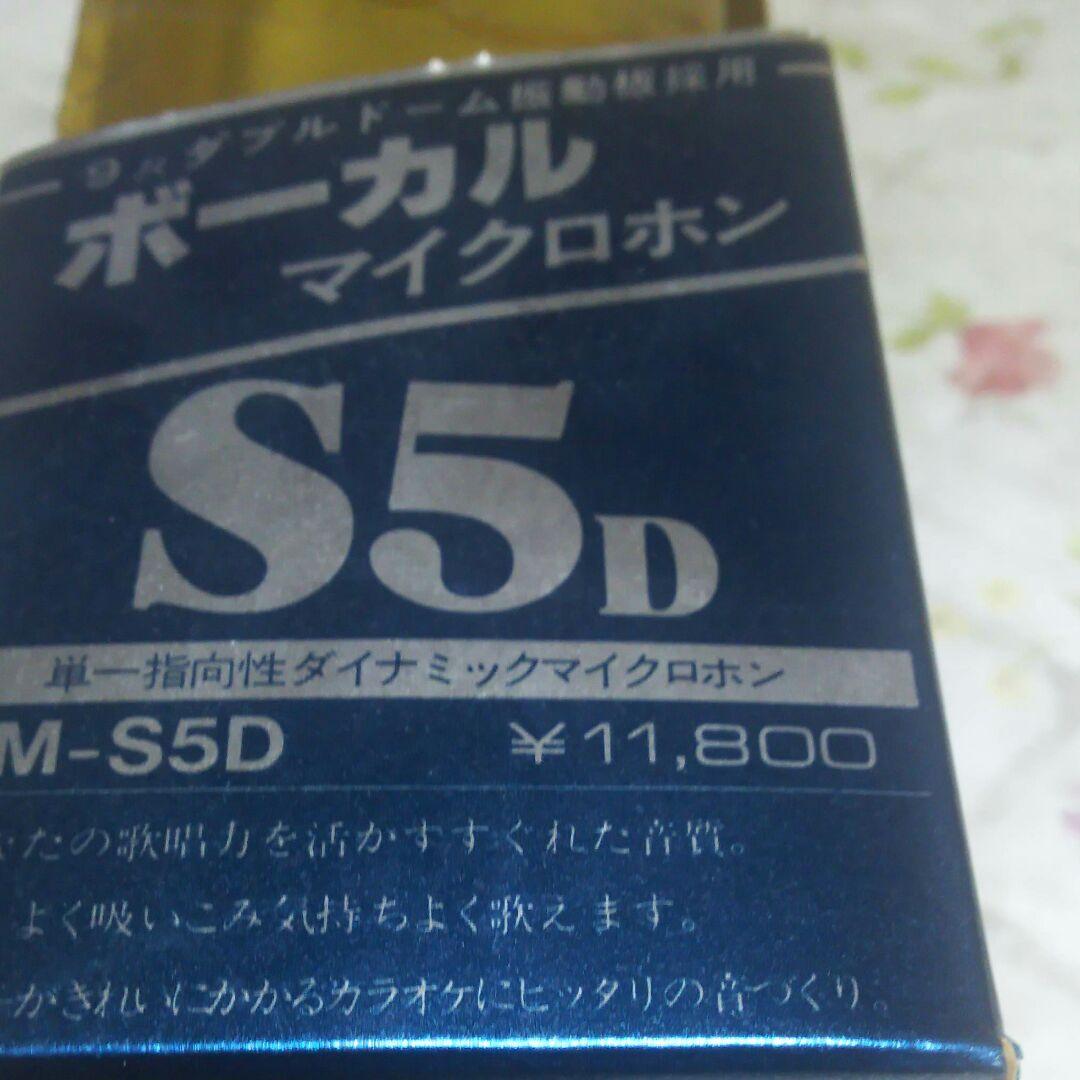 9μダブルドーム振動板採用
ボーカル
マイクロホン
S5D
単一指向性ダイナミックマイクロホン
M-S5D ¥11,800
たの歌唱力を活かすすぐれた音質。
よく吸いこみ気持ちよく歌えます。
ーがきれいにかかるカラオケにピッタリの音づくり。